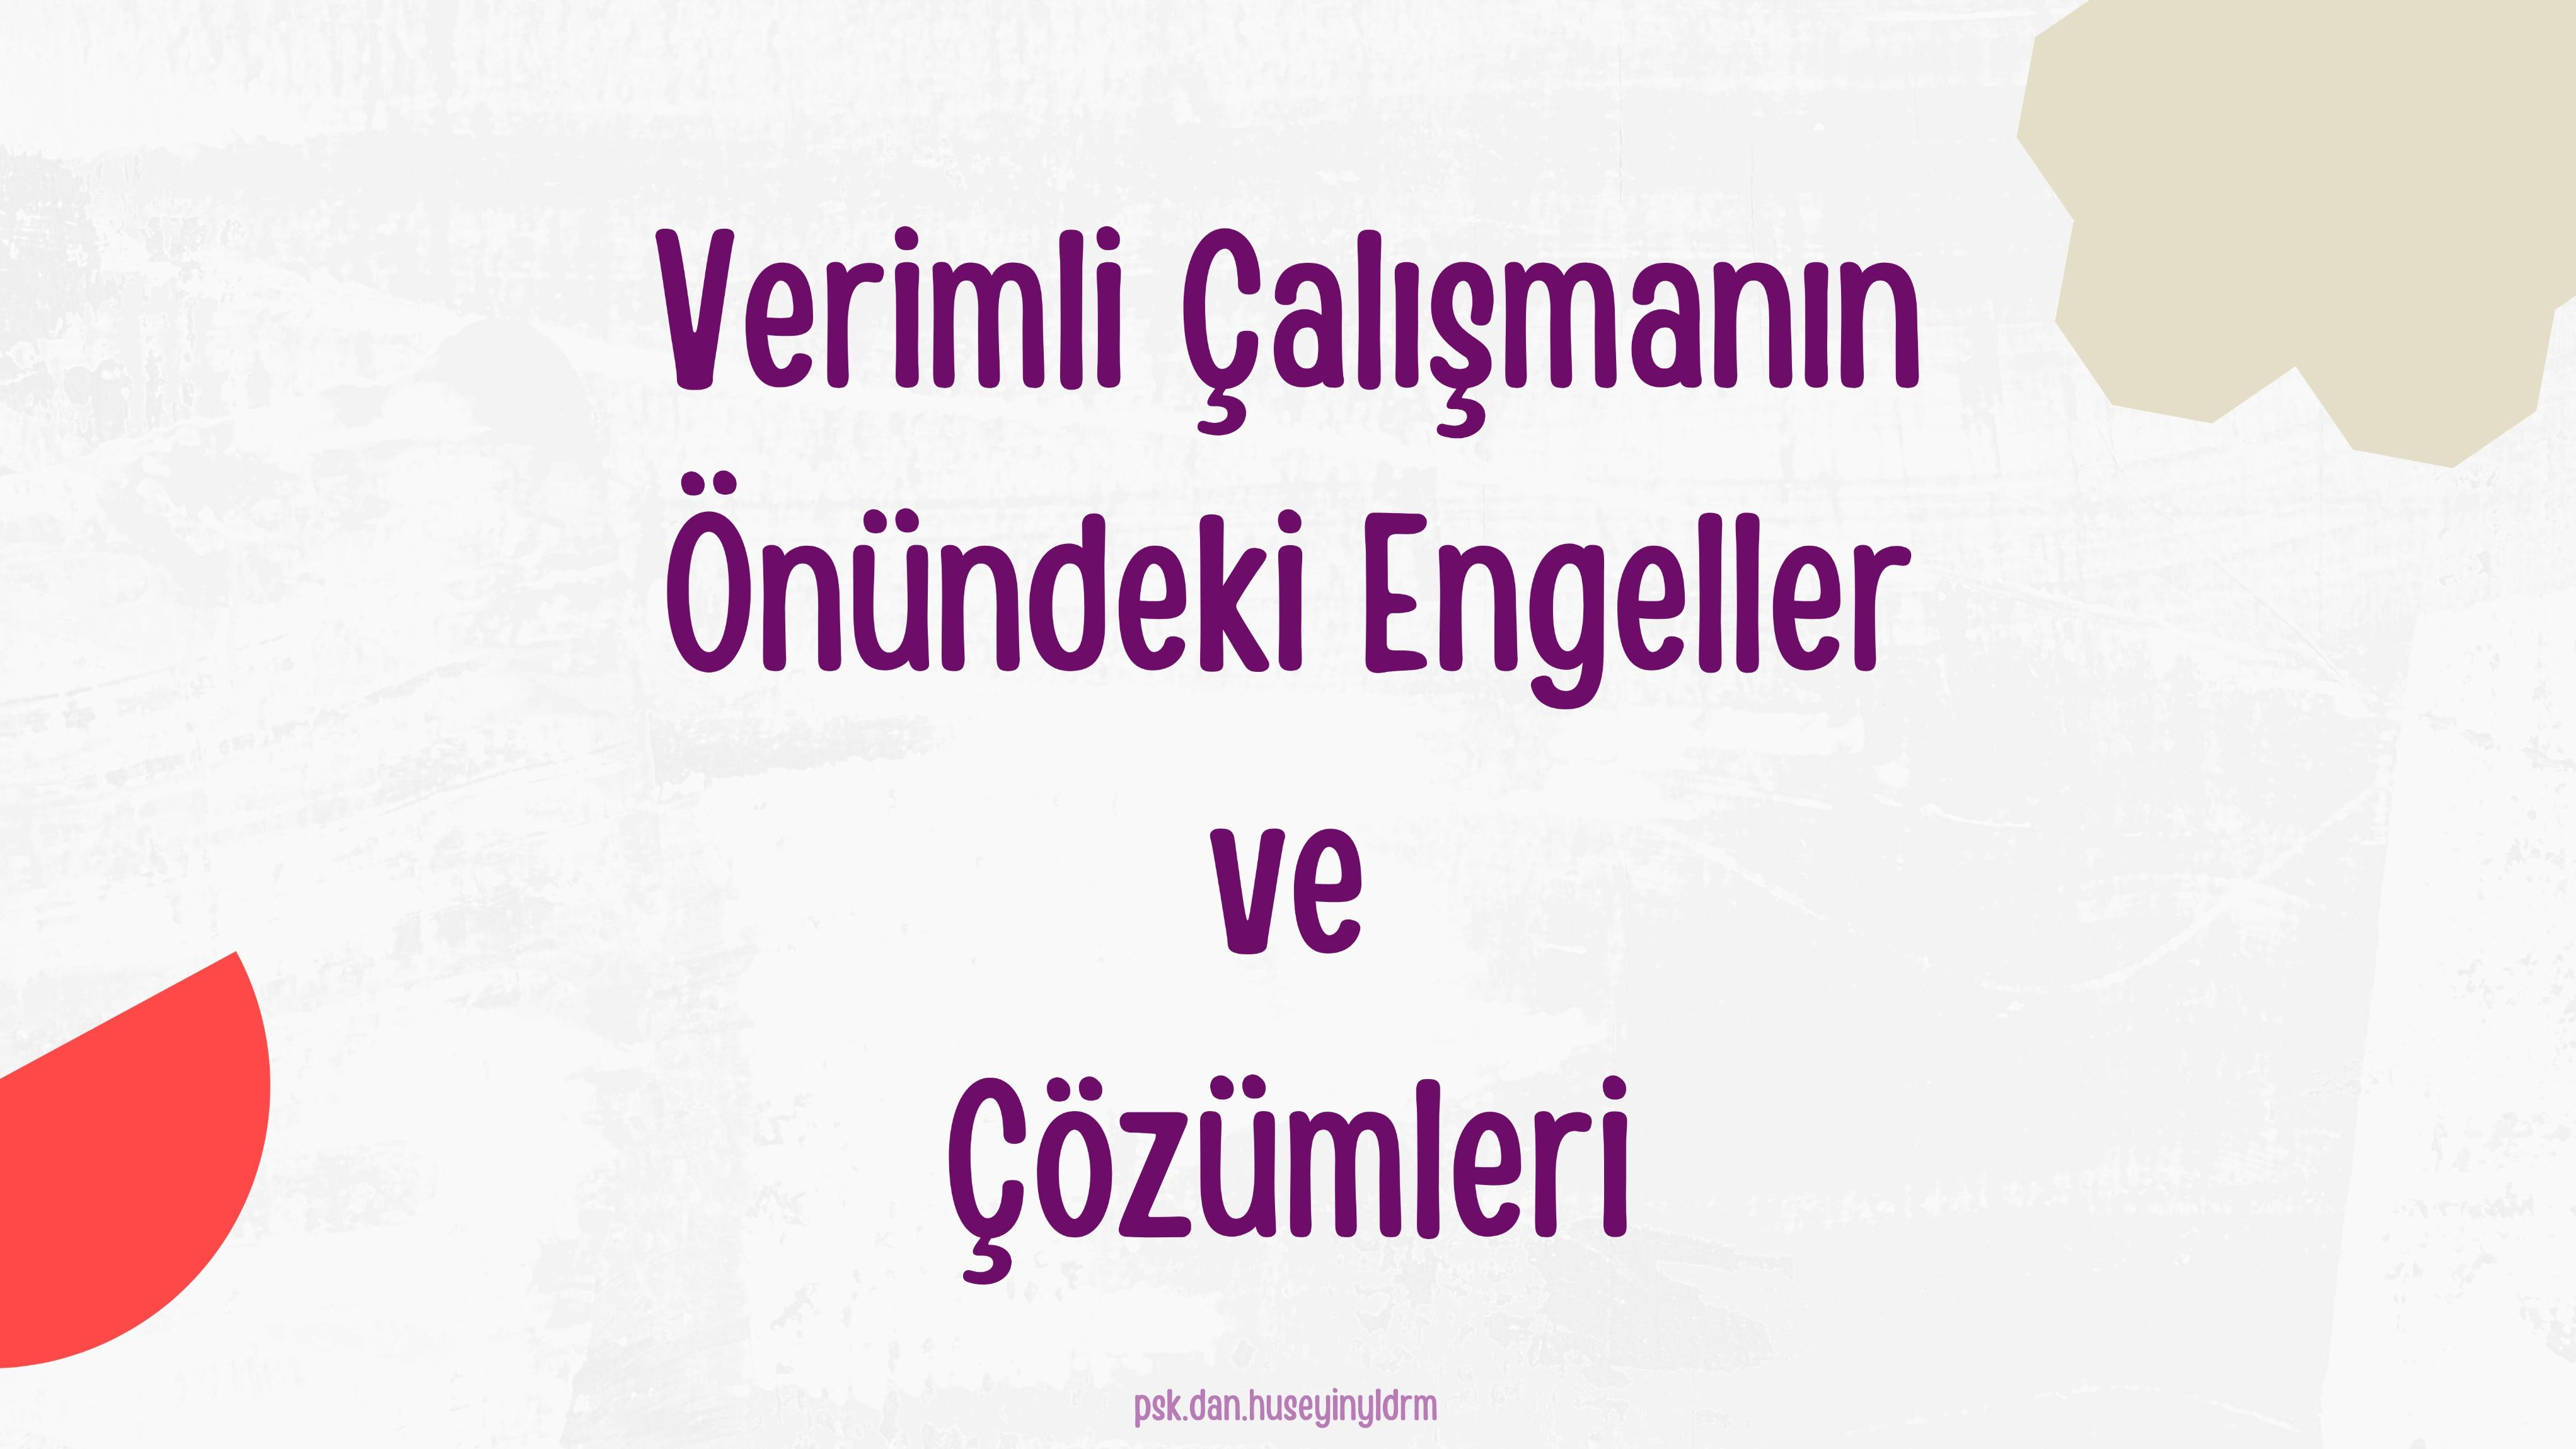 Verimli Çalışmanın
Önündeki Engeller
ve
Çözümleri
psk.dan.huseyinyldrm